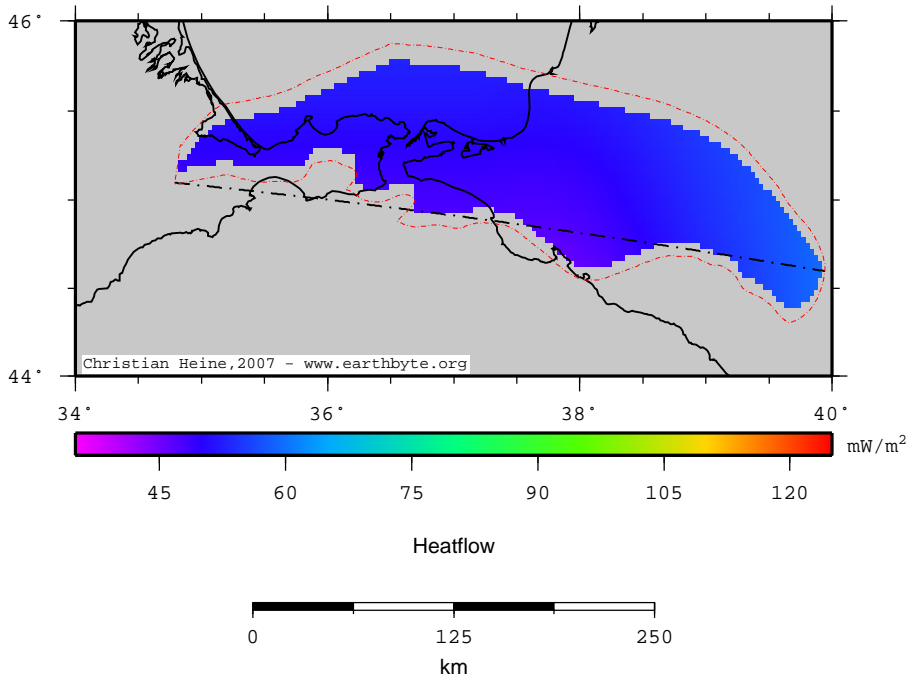 46°
Christian Heine,2007 - www.earthbyte.org
44°
34° 36° 38° 40°
mW/m²
45 60 75 90 105 120
Heatflow
0 125 250
km